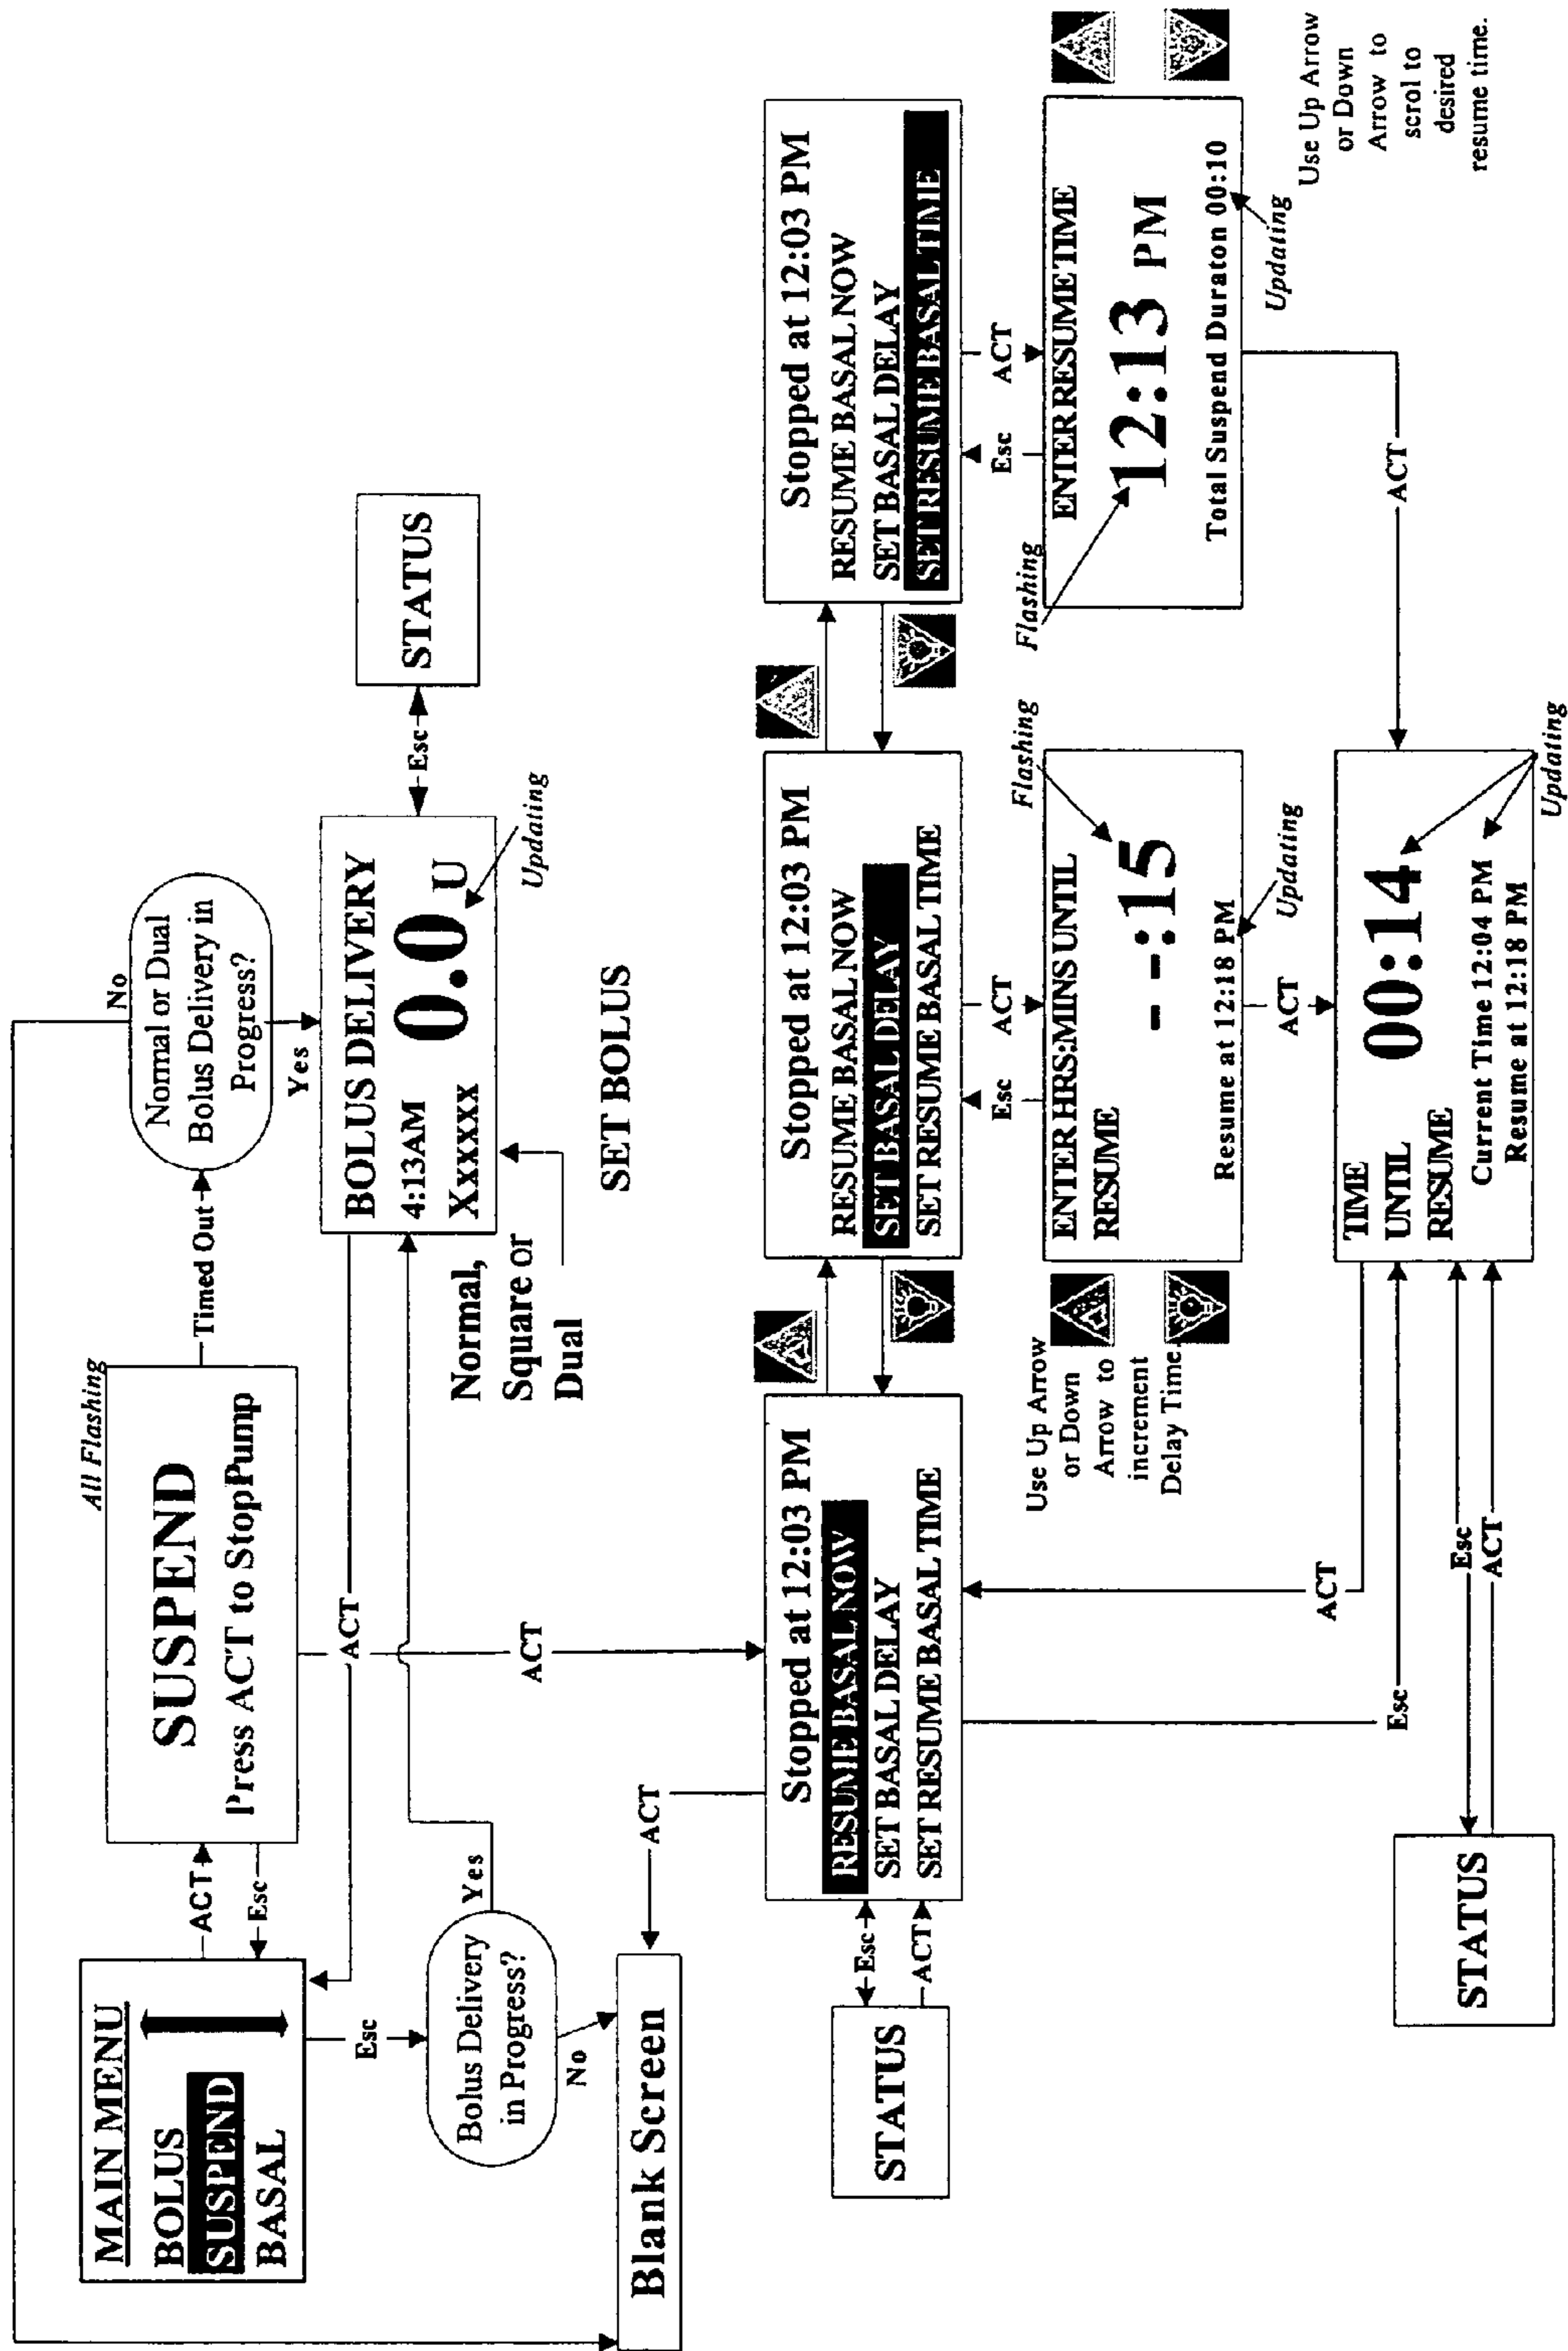 MAIN MENU
BOLUS
SUSPEND
BASAL
ACT
Esc
All Flashing
SUSPEND
Press ACT to Stop Pump
Timed Out
Normal or Dual
Bolus Delivery in
Progress?
No
Yes
Esc
Bolus Delivery
in Progress?
Yes
No
ACT
BOLUS DELIVERY
4:13AM
0.0 U
Xxxxxx
Updating
Esc
STATUS
Normal,
Square or
Dual
SET BOLUS
Blank Screen
ACT
ACT
STATUS
Esc
ACT
Stopped at 12:03 PM
RESUME BASAL NOW
SET BASAL DELAY
SET RESUME BASAL TIME
Stopped at 12:03 PM
RESUME BASAL NOW
SET BASAL DELAY
SET RESUME BASAL TIME
Stopped at 12:03 PM
RESUME BASAL NOW
SET BASAL DELAY
SET RESUME BASAL TIME
Esc
ACT
Esc
ACT
Use Up Arrow
or Down
Arrow to
increment
Delay Time.
ENTER HRS:MINS UNTIL
RESUME
--:15
Resume at 12:18 PM
Flashing
Updating
Flashing
ENTER RESUME TIME
12:13 PM
Total Suspend Duraton 00:10
Updating
Use Up Arrow
or Down
Arrow to
scrol to
desired
resume time.
ACT
ACT
ACT
Esc
TIME
UNTIL
RESUME
00:14
Current Time 12:04 PM
Resume at 12:18 PM
Updating
Esc
ACT
STATUS